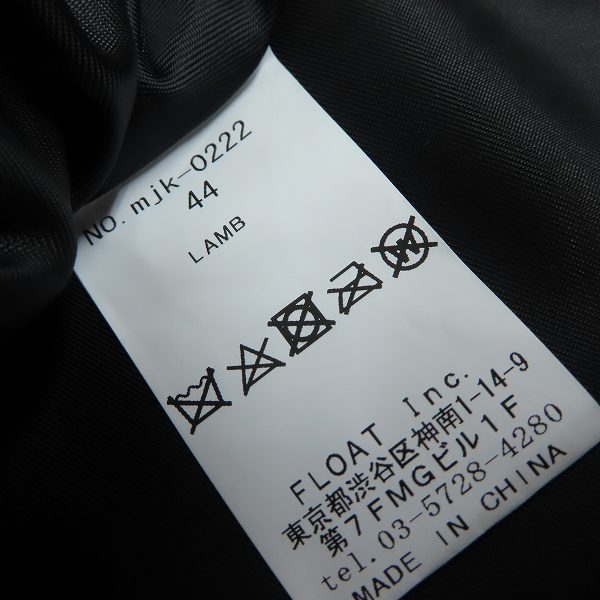 NO. mjk-0222
44
LAMB
W
FLOAT Inc.
東京都渋谷区神南1-14-9
第7FMGビル1F
tel.03-5728-4280
MADE IN CHINA